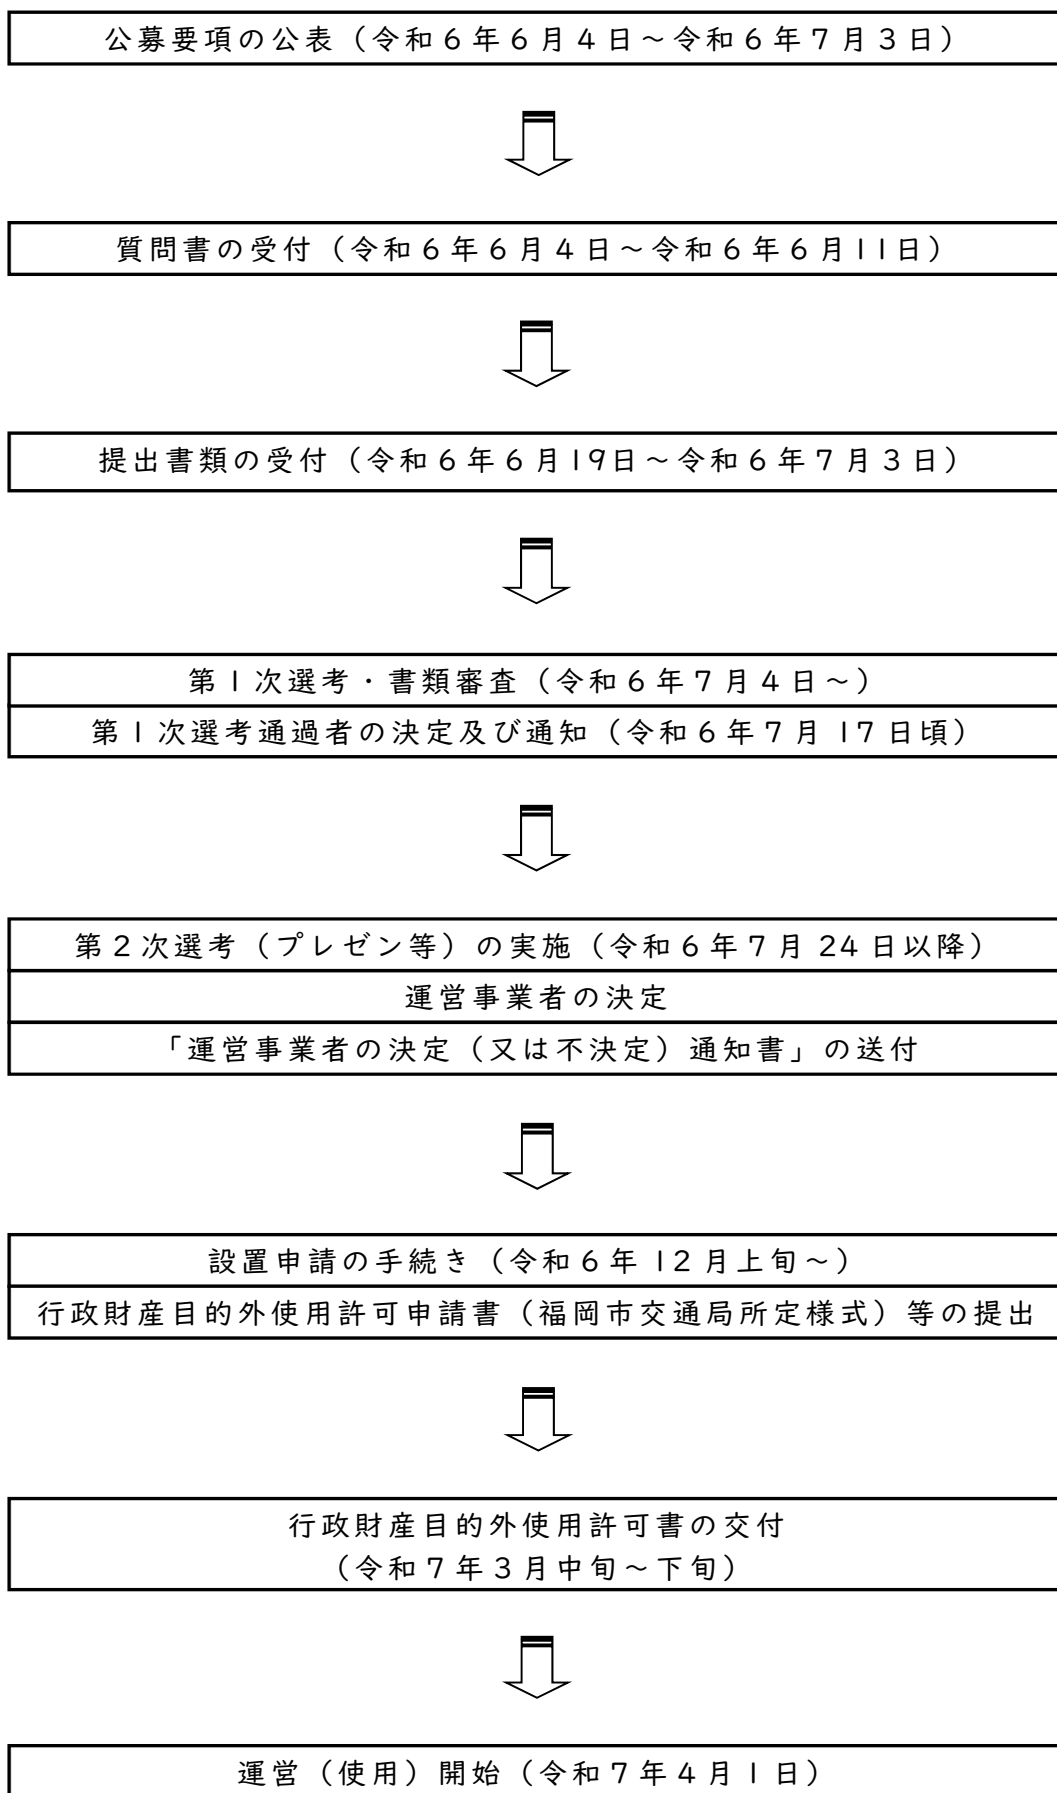 公募要項の公表（令和６年６月４日～令和６年７月３日）
質問書の受付（令和６年６月４日～令和６年６月11日）
提出書類の受付（令和６年６月19日～令和６年７月３日）
第１次選考・書類審査（令和６年７月４日～）
第１次選考通過者の決定及び通知（令和６年７月 17 日頃）
第２次選考（プレゼン等）の実施（令和６年７月 24 日以降）
運営事業者の決定
「運営事業者の決定（又は不決定）通知書」の送付
設置申請の手続き（令和６年 12 月上旬～）
行政財産目的外使用許可申請書（福岡市交通局所定様式）等の提出
行政財産目的外使用許可書の交付
（令和７年３月中旬～下旬）
運営（使用）開始（令和７年４月１日）